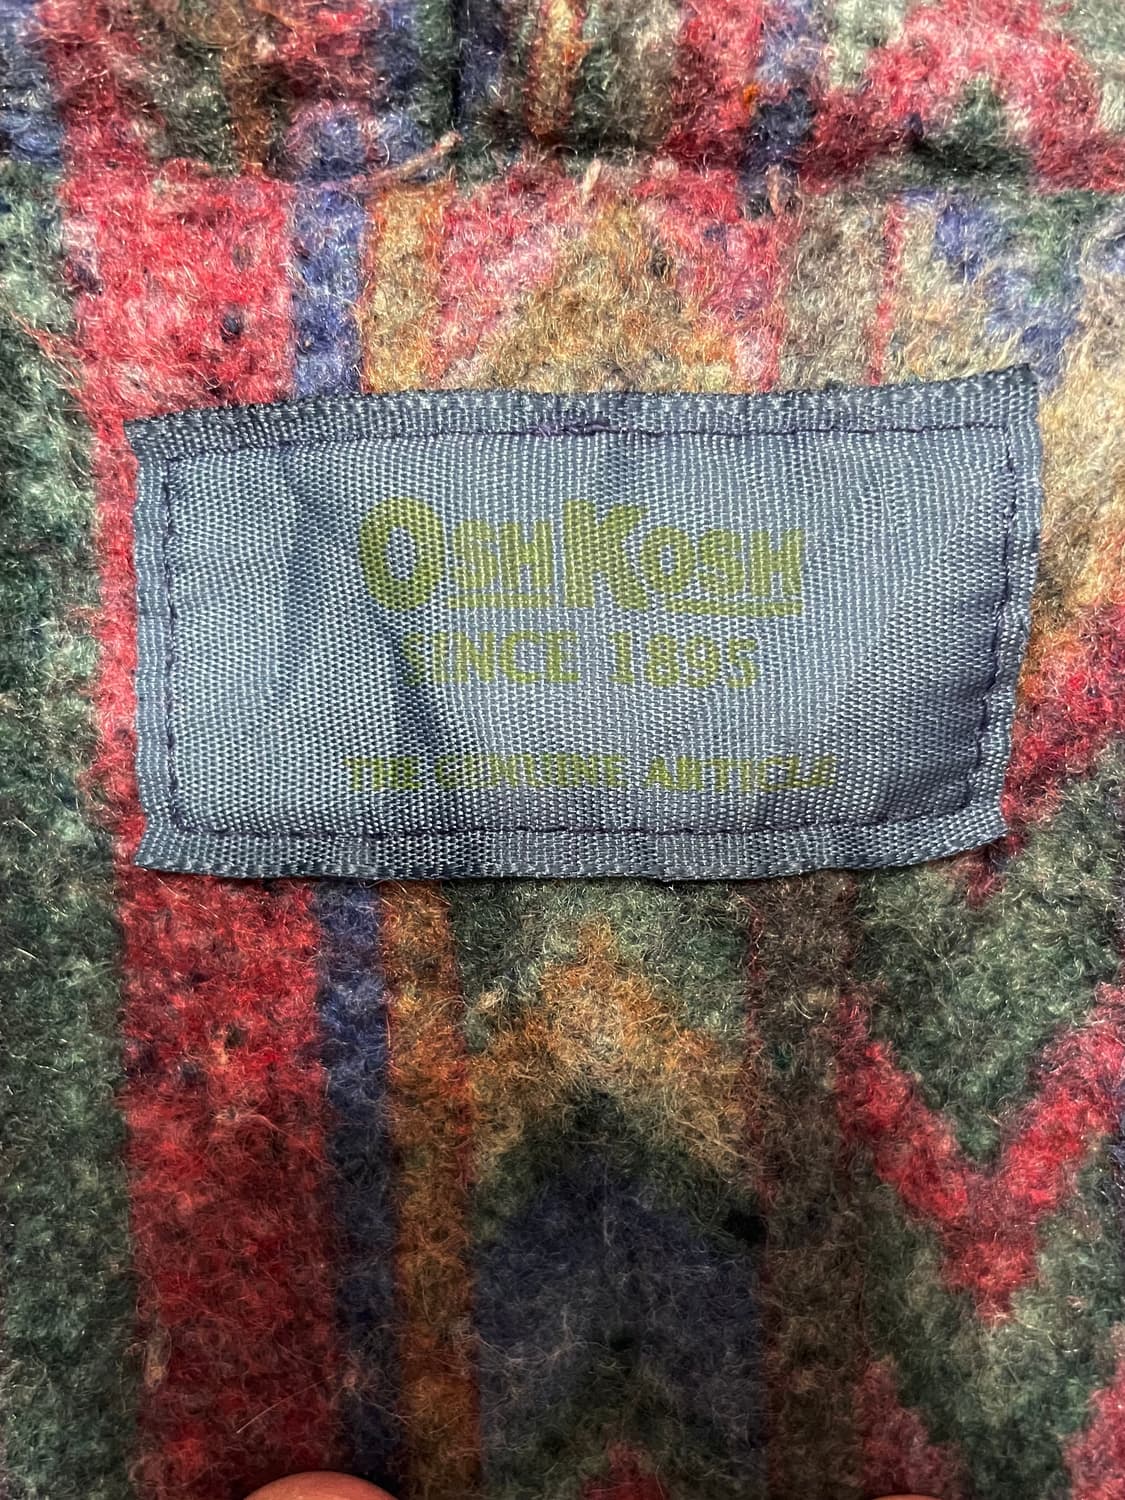 OSHKOSH
SINCE 1895
THE GENUINE ARTICLE